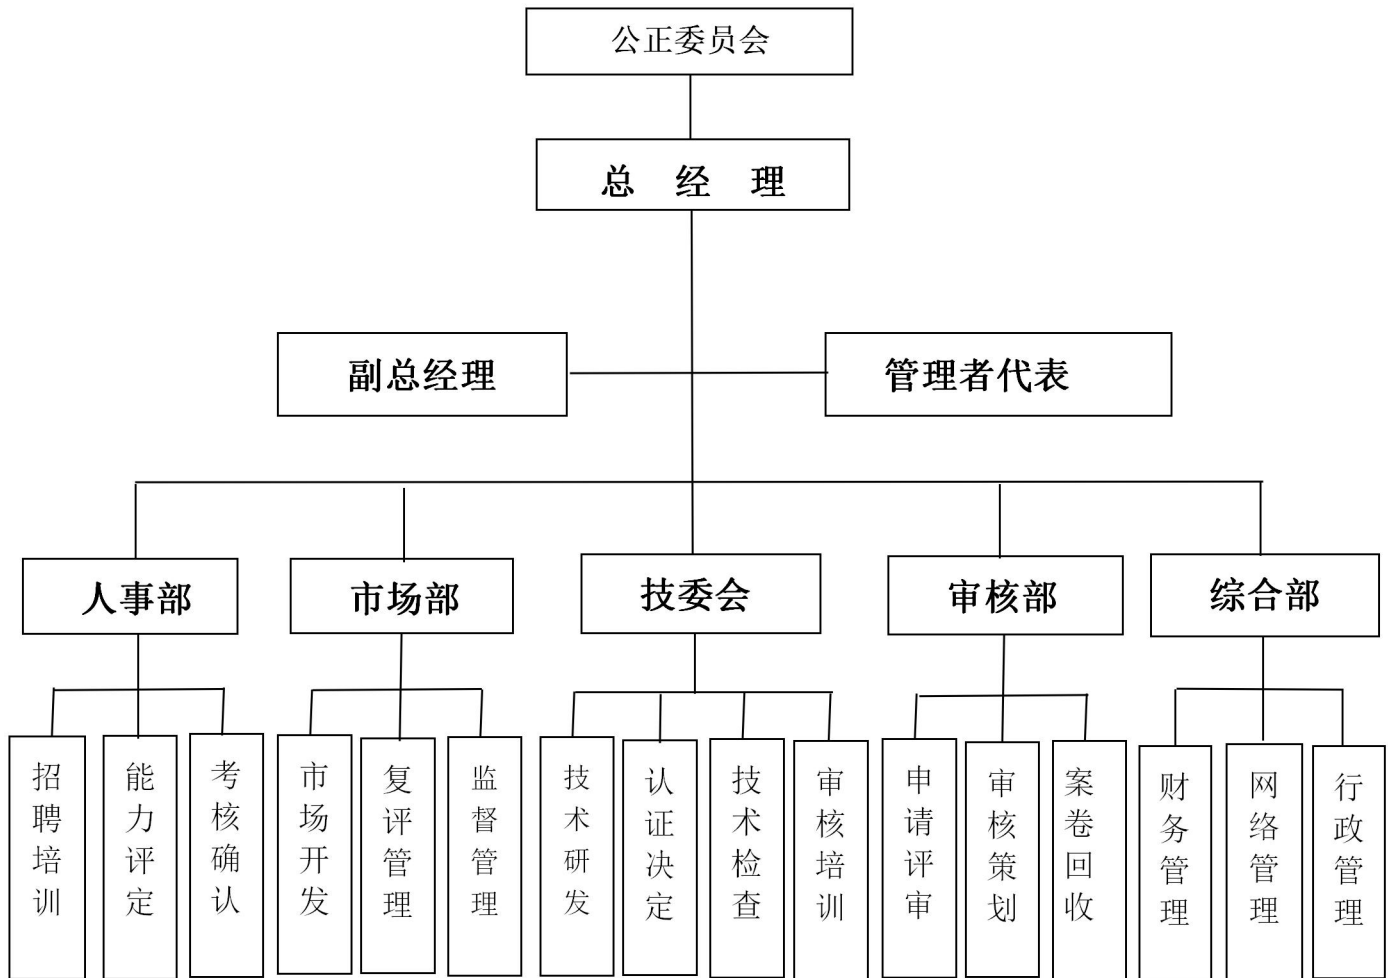 公正委员会
总 经 理
副总经理
管理者代表
人事部
市场部
技委会
审核部
综合部
招聘培训
能力评定
考核确认
市场开发
复评管理
监督管理
技术研发
认证决定
技术检查
审核培训
申请评审
审核策划
案卷回收
财务管理
网络管理
行政管理